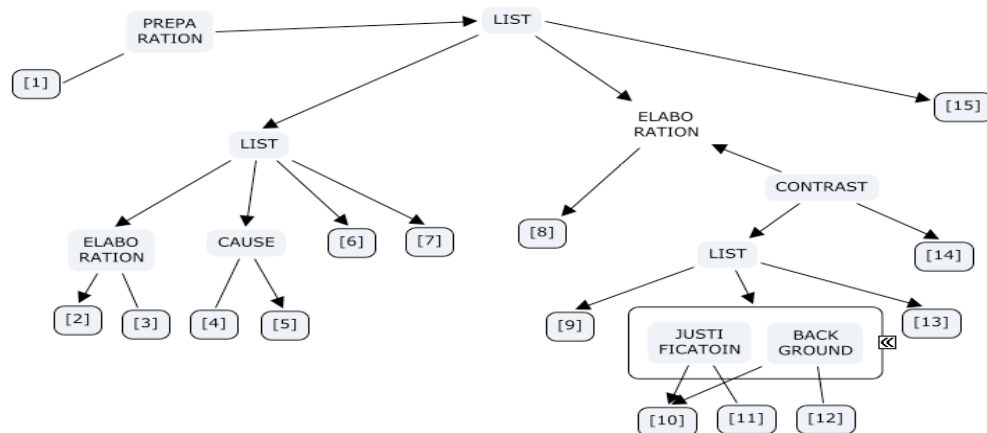 PREPA
RATION
LIST
[1]
[15]
ELABO
RATION
LIST
CONTRAST
ELABO
RATION
CAUSE
[6]
[7]
[8]
LIST
[14]
[2]
[3]
[4]
[5]
[9]
[13]
JUSTI
FICATOIN
BACK
GROUND
[10]
[11]
[12]